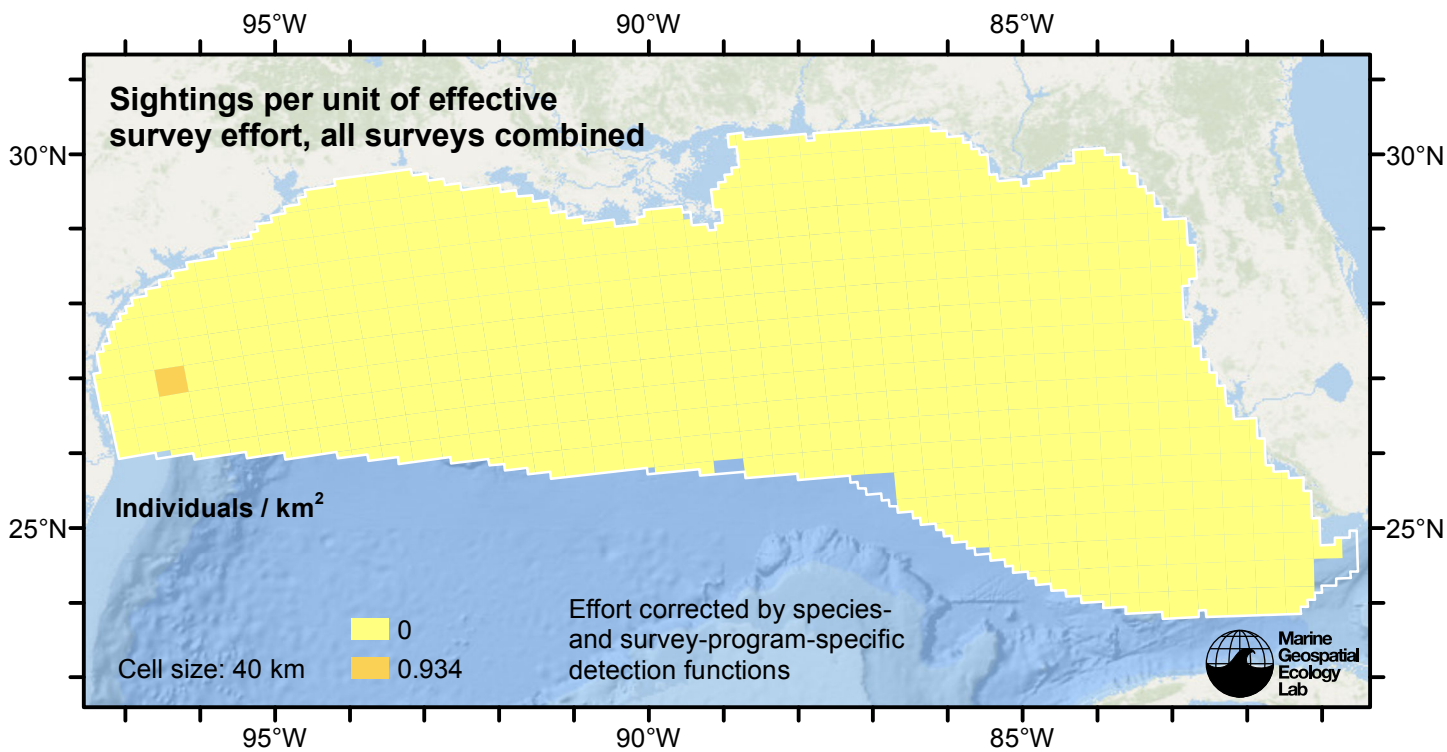 95°W 90°W 85°W
Sightings per unit of effective
survey effort, all surveys combined
30°N 30°N
Individuals / km²
25°N 25°N
0
0.934
Cell size: 40 km
Effort corrected by species-
and survey-program-specific
detection functions
Marine
Geospatial
Ecology
Lab
95°W 90°W 85°W